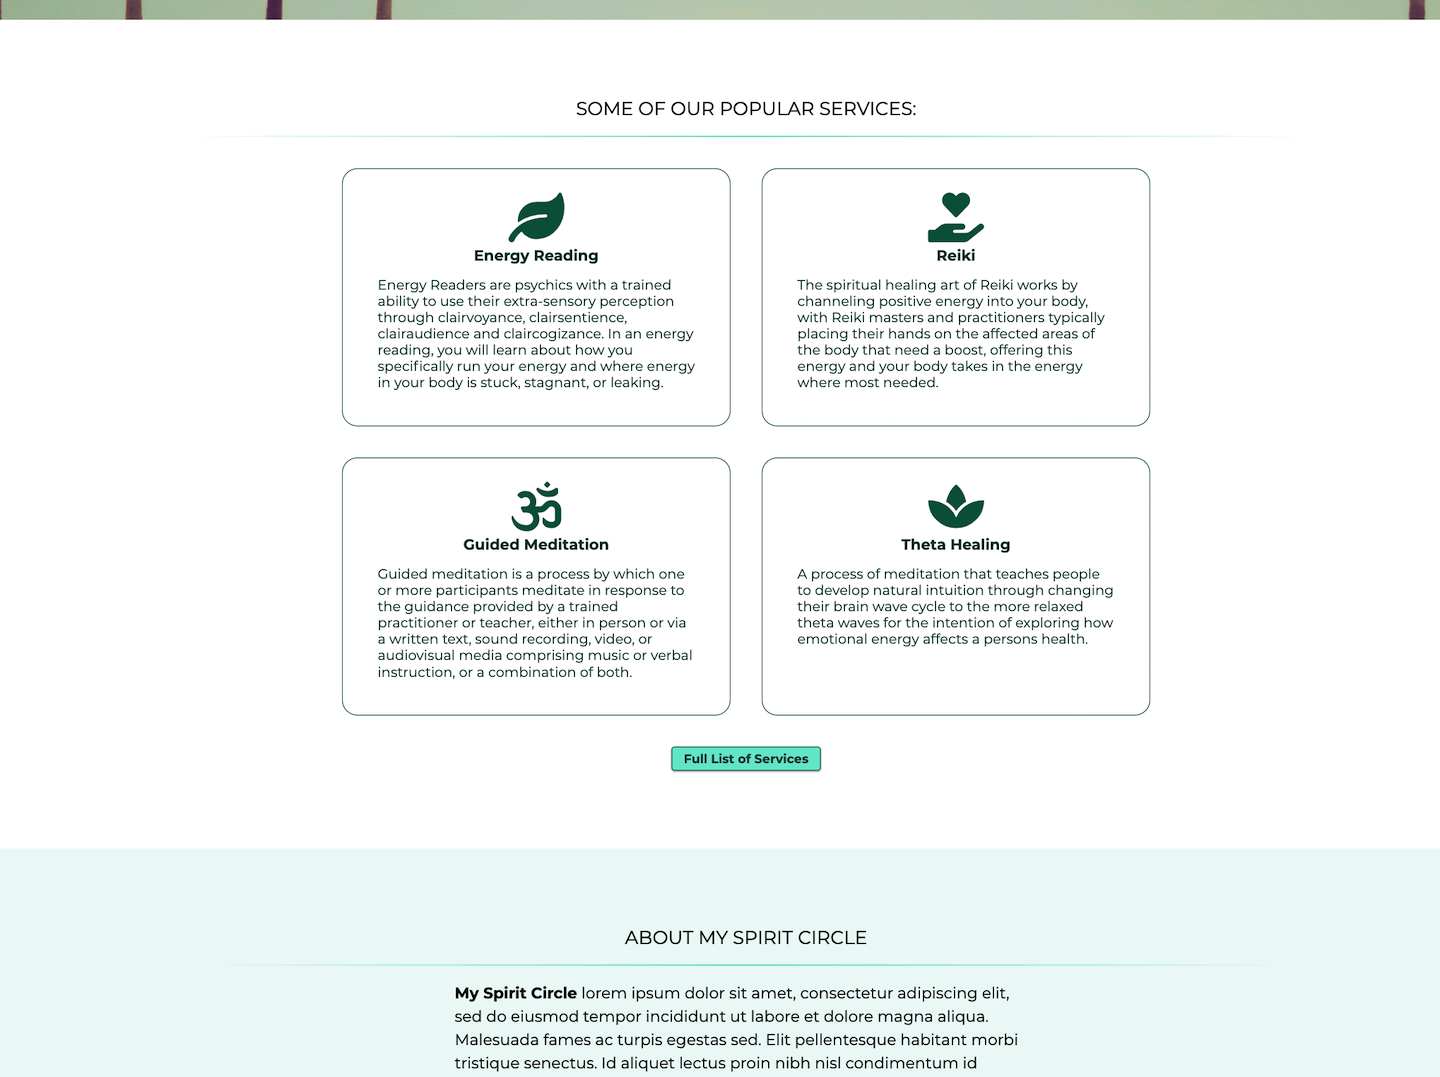 SOME OF OUR POPULAR SERVICES:
Energy Reading
Energy Readers are psychics with a trained
ability to use their extra-sensory perception
through clairvoyance, clairsentience,
clairaudience and claircogizance. In an energy
reading, you will learn about how you
specifically run your energy and where energy
in your body is stuck, stagnant, or leaking.
Reiki
The spiritual healing art of Reiki works by
channeling positive energy into your body,
with Reiki masters and practitioners typically
placing their hands on the affected areas of
the body that need a boost, offering this
energy and your body takes in the energy
where most needed.
ॐ
Guided Meditation
Guided meditation is a process by which one
or more participants meditate in response to
the guidance provided by a trained
practitioner or teacher, either in person or via
a written text, sound recording, video, or
audiovisual media comprising music or verbal
instruction, or a combination of both.
Theta Healing
A process of meditation that teaches people
to develop natural intuition through changing
their brain wave cycle to the more relaxed
theta waves for the intention of exploring how
emotional energy affects a persons health.
Full List of Services
ABOUT MY SPIRIT CIRCLE
My Spirit Circle lorem ipsum dolor sit amet, consectetur adipiscing elit,
sed do eiusmod tempor incididunt ut labore et dolore magna aliqua.
Malesuada fames ac turpis egestas sed. Elit pellentesque habitant morbi
tristique senectus. Id aliquet lectus proin nibh nisl condimentum id